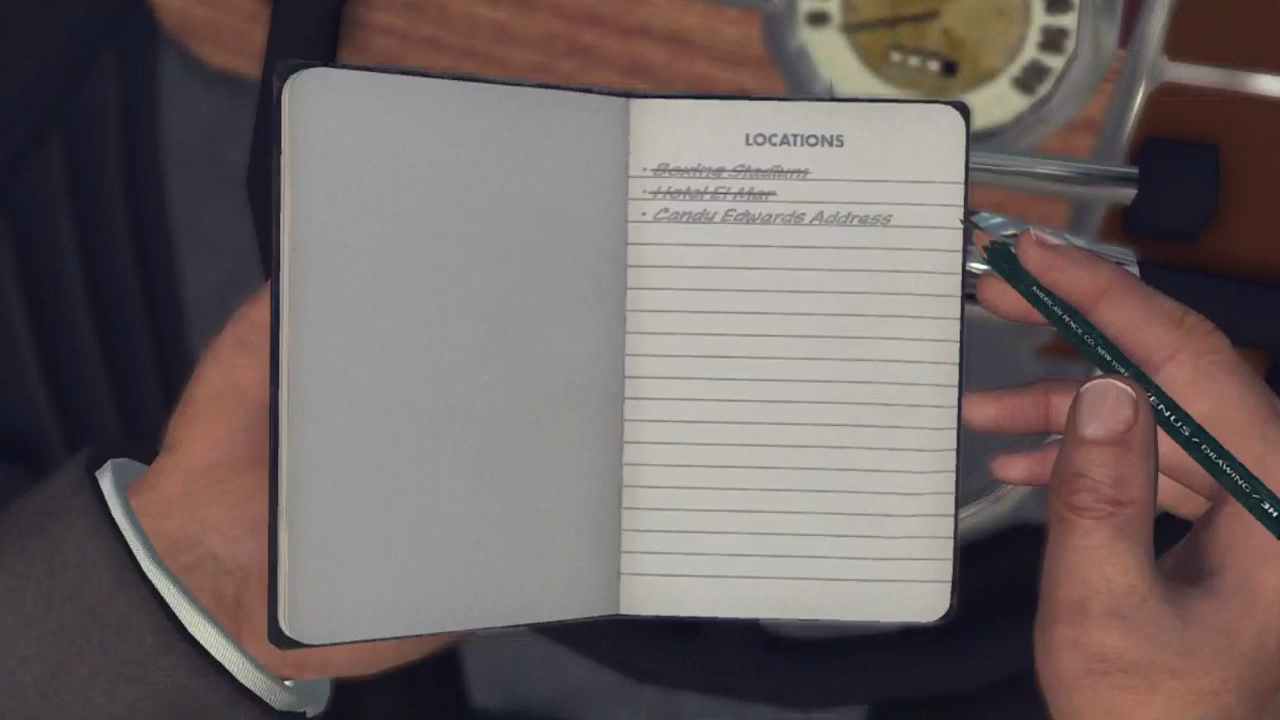 LOCATIONS
· Boxing Stadium
· Hotel El Mar
· Candy Edwards Address
AMERICAN PENCIL CO. NEW YORK
VENUS / DRAWING / 3H